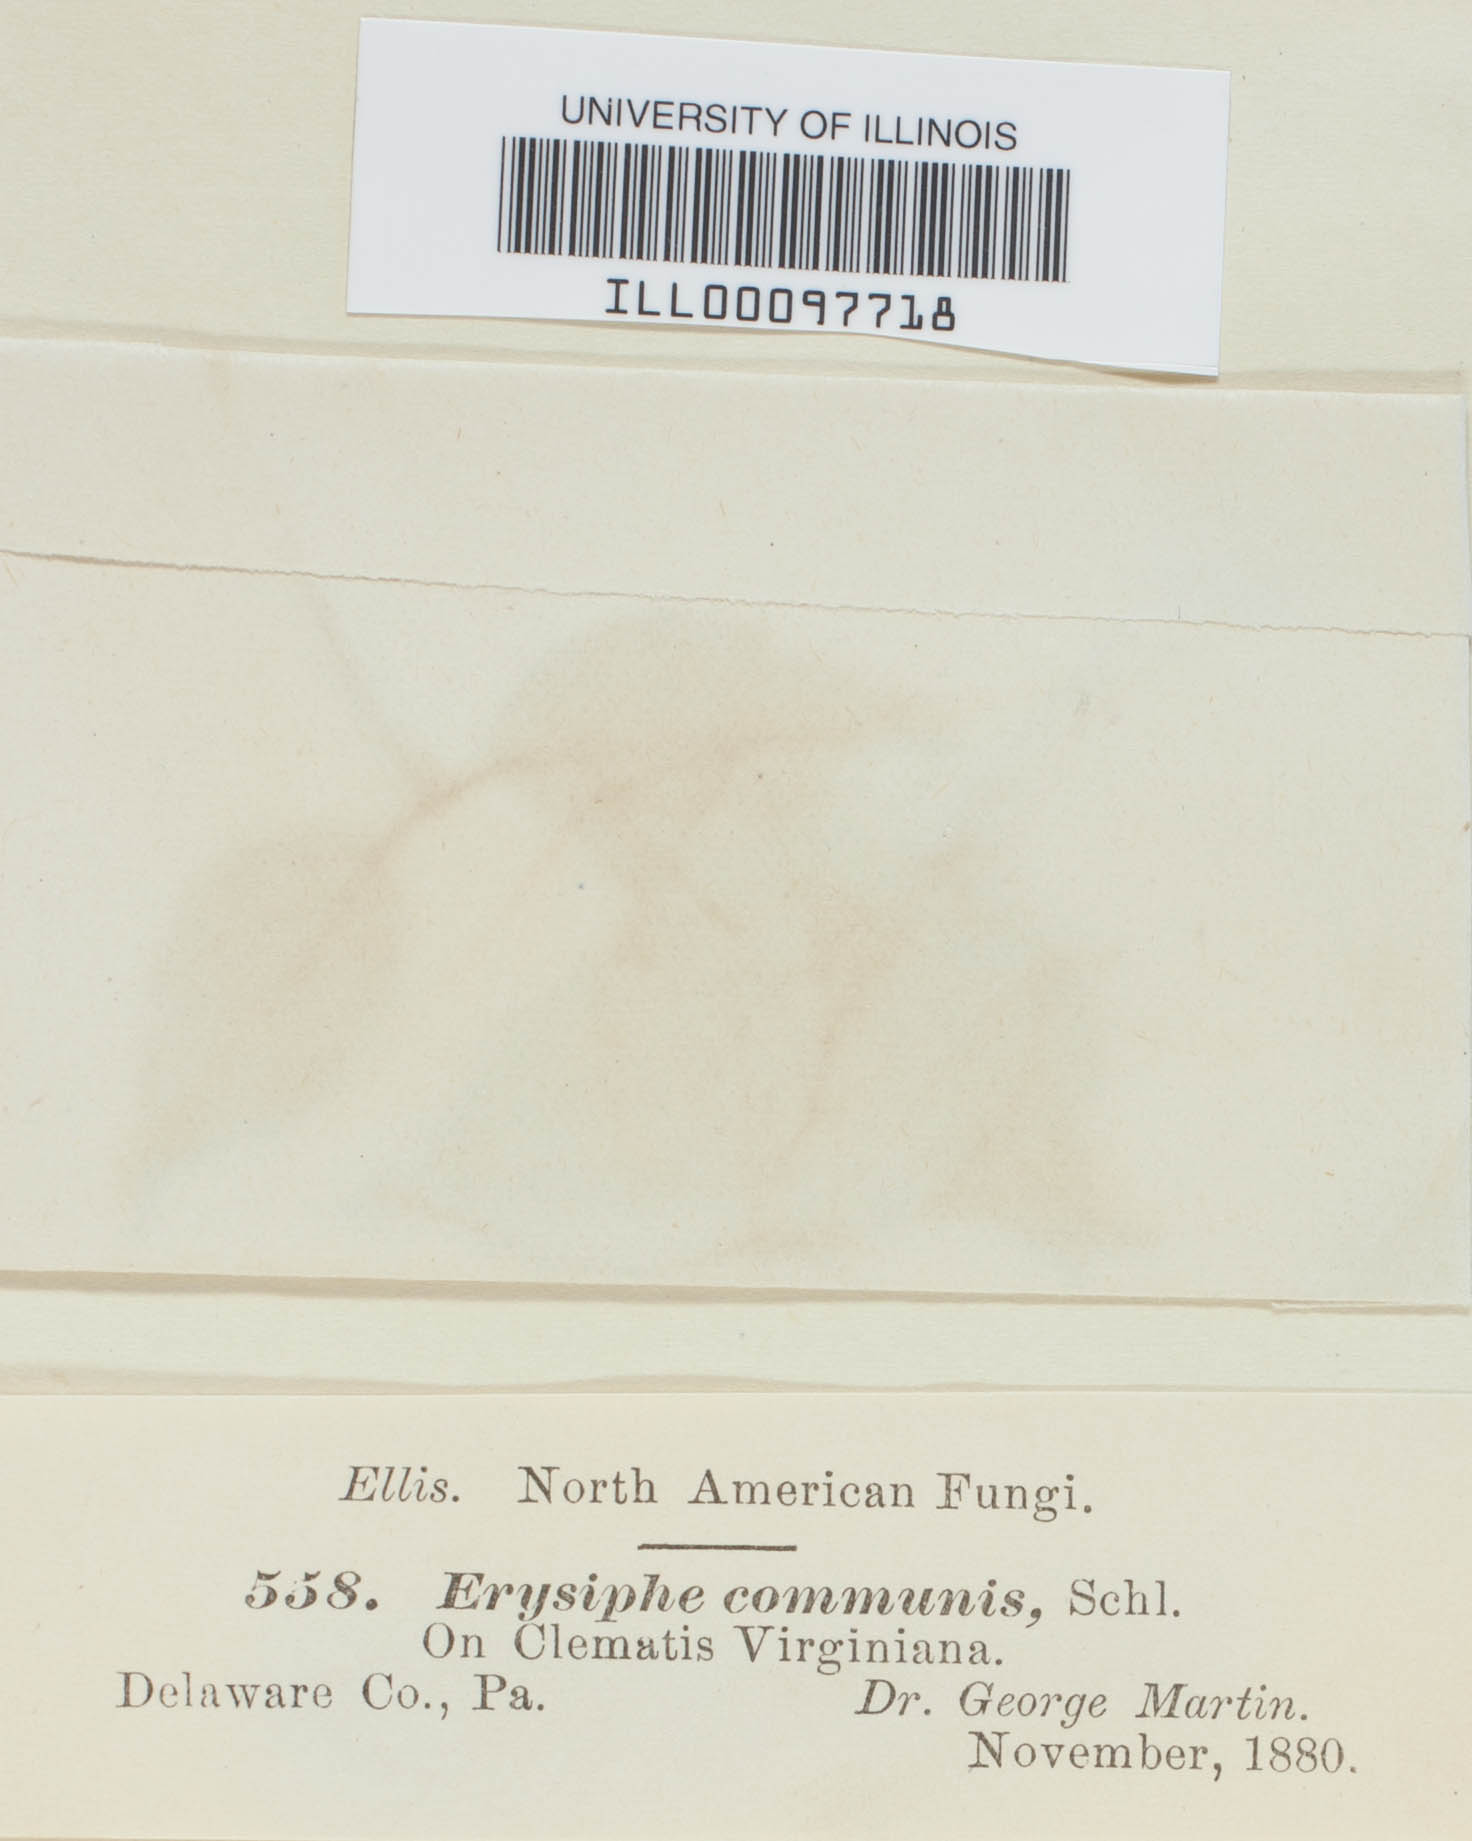 UNIVERSITY OF ILLINOIS
ILL00097718
Ellis. North American Fungi.
558. Erysiphe communis, Schl.
On Clematis Virginiana.
Delaware Co., Pa. Dr. George Martin.
November, 1880.